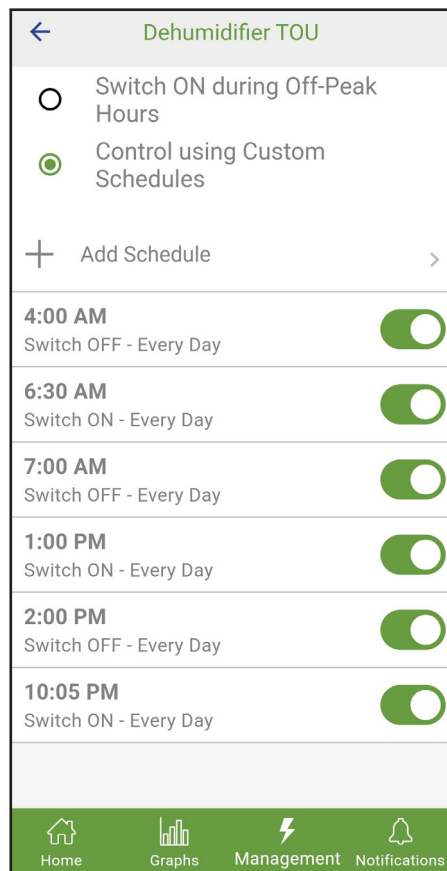 Dehumidifier TOU
Switch ON during Off-Peak
Hours
Control using Custom
Schedules
Add Schedule
4:00 AM
Switch OFF - Every Day
6:30 AM
Switch ON - Every Day
7:00 AM
Switch OFF - Every Day
1:00 PM
Switch ON - Every Day
2:00 PM
Switch OFF - Every Day
10:05 PM
Switch ON - Every Day
Home Graphs Management Notifications